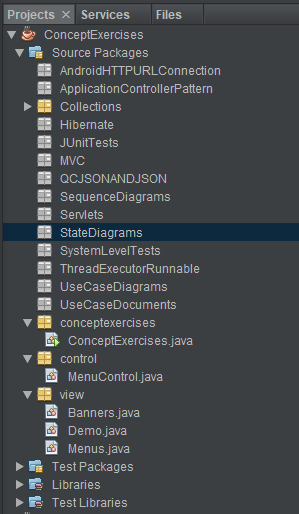 Projects Services Files
ConceptExercises
Source Packages
AndroidHTTPURLConnection
ApplicationControllerPattern
Collections
Hibernate
JUnitTests
MVC
QCJSONANDJSON
SequenceDiagrams
Servlets
StateDiagrams
SystemLevelTests
ThreadExecutorRunnable
UseCaseDiagrams
UseCaseDocuments
conceptexercises
ConceptExercises.java
control
MenuControl.java
view
Banners.java
Demo.java
Menus.java
Test Packages
Libraries
Test Libraries